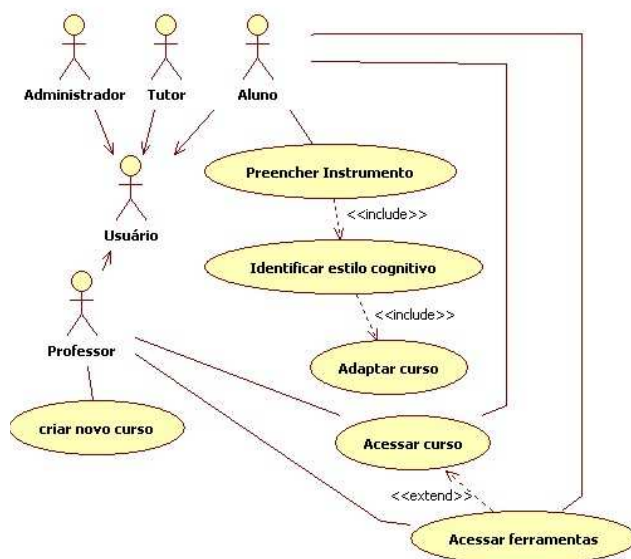 Administrador
Tutor
Aluno
Preencher Instrumento
<<include>>
Usuário
Identificar estilo cognitivo
<<include>>
Professor
Adaptar curso
criar novo curso
Acessar curso
<<extend>>
Acessar ferramentas